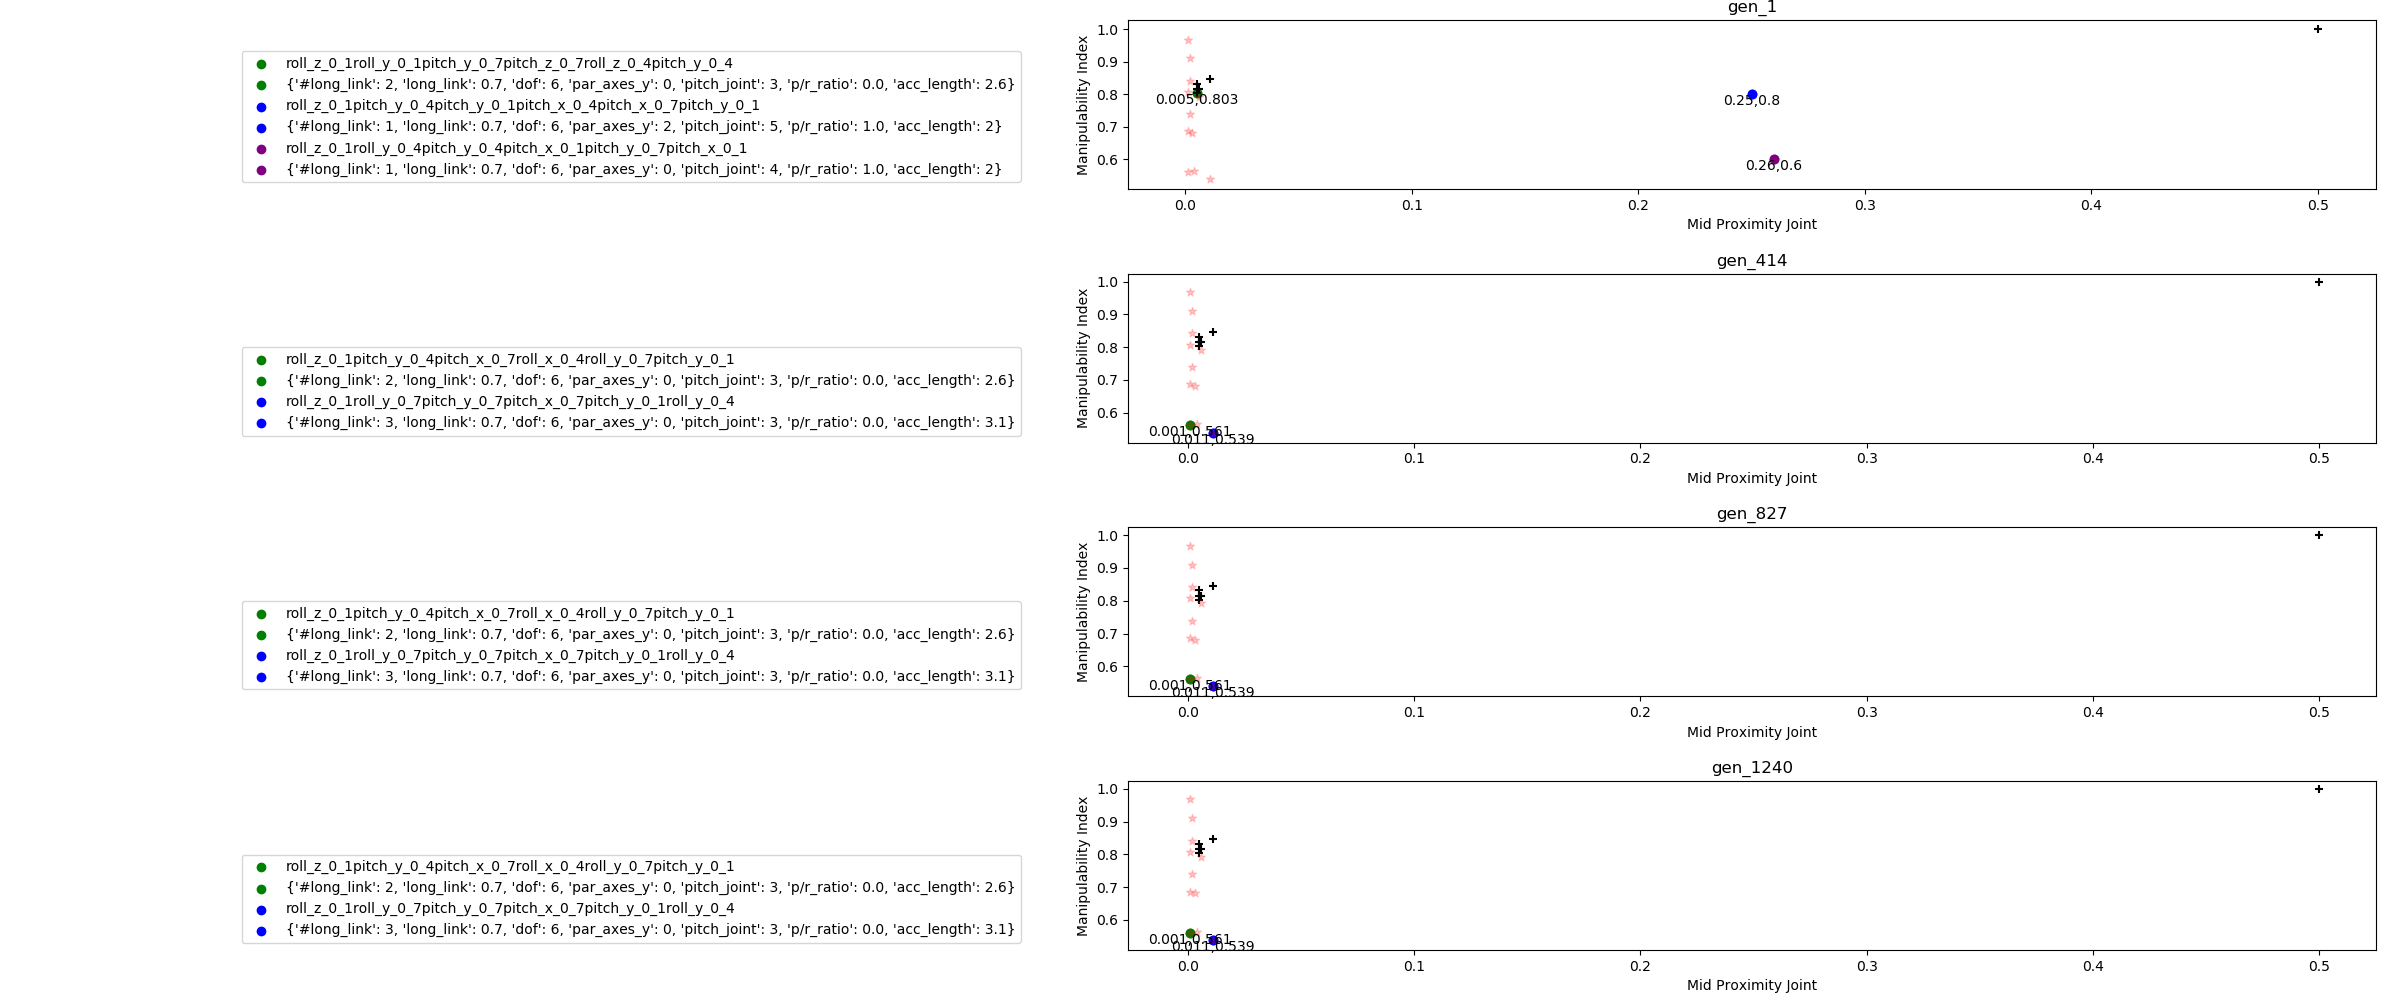 gen_1
roll_z_0_1roll_y_0_1pitch_y_0_7pitch_z_0_7roll_z_0_4pitch_y_0_4
{'#long_link': 2, 'long_link': 0.7, 'dof': 6, 'par_axes_y': 0, 'pitch_joint': 3, 'p/r_ratio': 0.0, 'acc_length': 2.6}
roll_z_0_1pitch_y_0_4pitch_y_0_1pitch_x_0_4pitch_x_0_7pitch_y_0_1
{'#long_link': 1, 'long_link': 0.7, 'dof': 6, 'par_axes_y': 2, 'pitch_joint': 5, 'p/r_ratio': 1.0, 'acc_length': 2}
roll_z_0_1roll_y_0_4pitch_y_0_4pitch_x_0_1pitch_y_0_7pitch_x_0_1
{'#long_link': 1, 'long_link': 0.7, 'dof': 6, 'par_axes_y': 0, 'pitch_joint': 4, 'p/r_ratio': 1.0, 'acc_length': 2}
Manipulability Index
1.0
0.9
0.8
0.7
0.6
0.005,0.803
0.25,0.8
0.26,0.6
0.0 0.1 0.2 0.3 0.4 0.5
Mid Proximity Joint
gen_414
roll_z_0_1pitch_y_0_4pitch_x_0_7roll_x_0_4roll_y_0_7pitch_y_0_1
{'#long_link': 2, 'long_link': 0.7, 'dof': 6, 'par_axes_y': 0, 'pitch_joint': 3, 'p/r_ratio': 0.0, 'acc_length': 2.6}
roll_z_0_1roll_y_0_7pitch_y_0_7pitch_x_0_7pitch_y_0_1roll_y_0_4
{'#long_link': 3, 'long_link': 0.7, 'dof': 6, 'par_axes_y': 0, 'pitch_joint': 3, 'p/r_ratio': 0.0, 'acc_length': 3.1}
Manipulability Index
1.0
0.9
0.8
0.7
0.6
0.001,0.561
0.011,0.539
0.0 0.1 0.2 0.3 0.4 0.5
Mid Proximity Joint
gen_827
roll_z_0_1pitch_y_0_4pitch_x_0_7roll_x_0_4roll_y_0_7pitch_y_0_1
{'#long_link': 2, 'long_link': 0.7, 'dof': 6, 'par_axes_y': 0, 'pitch_joint': 3, 'p/r_ratio': 0.0, 'acc_length': 2.6}
roll_z_0_1roll_y_0_7pitch_y_0_7pitch_x_0_7pitch_y_0_1roll_y_0_4
{'#long_link': 3, 'long_link': 0.7, 'dof': 6, 'par_axes_y': 0, 'pitch_joint': 3, 'p/r_ratio': 0.0, 'acc_length': 3.1}
Manipulability Index
1.0
0.9
0.8
0.7
0.6
0.001,0.561
0.011,0.539
0.0 0.1 0.2 0.3 0.4 0.5
Mid Proximity Joint
gen_1240
roll_z_0_1pitch_y_0_4pitch_x_0_7roll_x_0_4roll_y_0_7pitch_y_0_1
{'#long_link': 2, 'long_link': 0.7, 'dof': 6, 'par_axes_y': 0, 'pitch_joint': 3, 'p/r_ratio': 0.0, 'acc_length': 2.6}
roll_z_0_1roll_y_0_7pitch_y_0_7pitch_x_0_7pitch_y_0_1roll_y_0_4
{'#long_link': 3, 'long_link': 0.7, 'dof': 6, 'par_axes_y': 0, 'pitch_joint': 3, 'p/r_ratio': 0.0, 'acc_length': 3.1}
Manipulability Index
1.0
0.9
0.8
0.7
0.6
0.001,0.561
0.011,0.539
0.0 0.1 0.2 0.3 0.4 0.5
Mid Proximity Joint